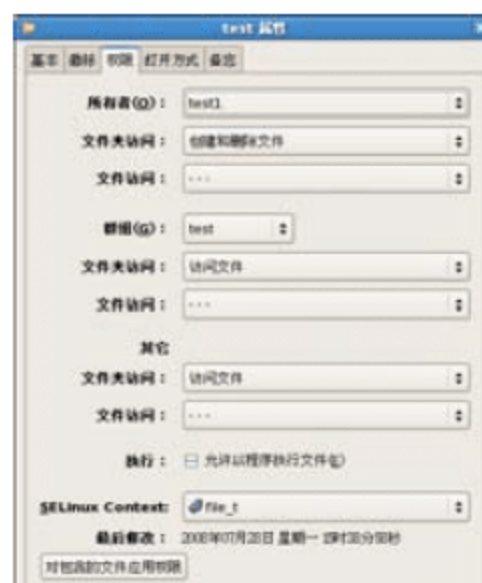 test 属性
基本 徽标 权限 打开方式 备忘
所有者(O)： test1
文件夹访问： 创建和删除文件
文件访问： ---
群组(G)： test
文件夹访问： 访问文件
文件访问： ---
其它
文件夹访问： 访问文件
文件访问： ---
执行： 允许以程序执行文件(E)
SELinux Context: file_t
最后修改： 2008年07月28日 星期一
对包含的文件应用权限